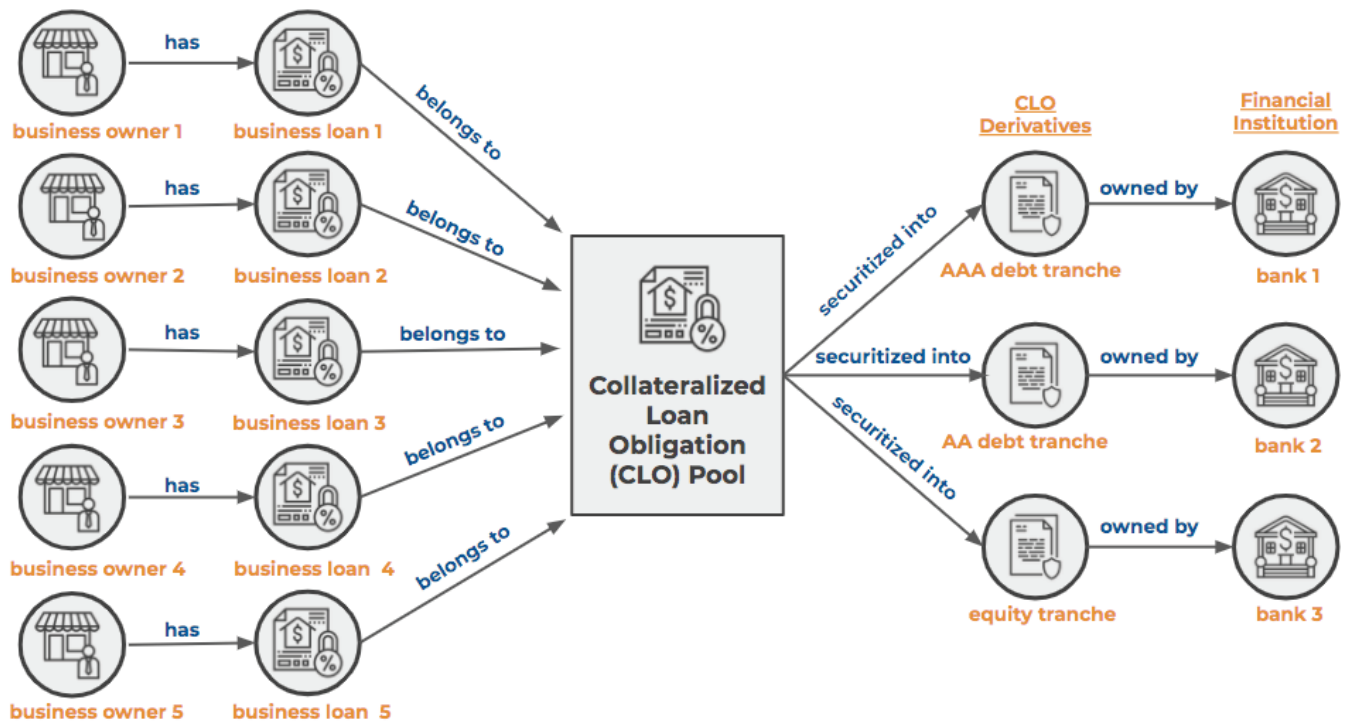 has
business owner 1
business loan 1
belongs to
has
business owner 2
business loan 2
belongs to
has
business owner 3
business loan 3
belongs to
has
business owner 4
business loan 4
belongs to
has
business owner 5
business loan 5
belongs to
$
%
Collateralized
Loan
Obligation
(CLO) Pool
CLO
Derivatives
Financial
Institution
securitized into
AAA debt tranche
owned by
bank 1
securitized into
AA debt tranche
owned by
bank 2
securitized into
equity tranche
owned by
bank 3